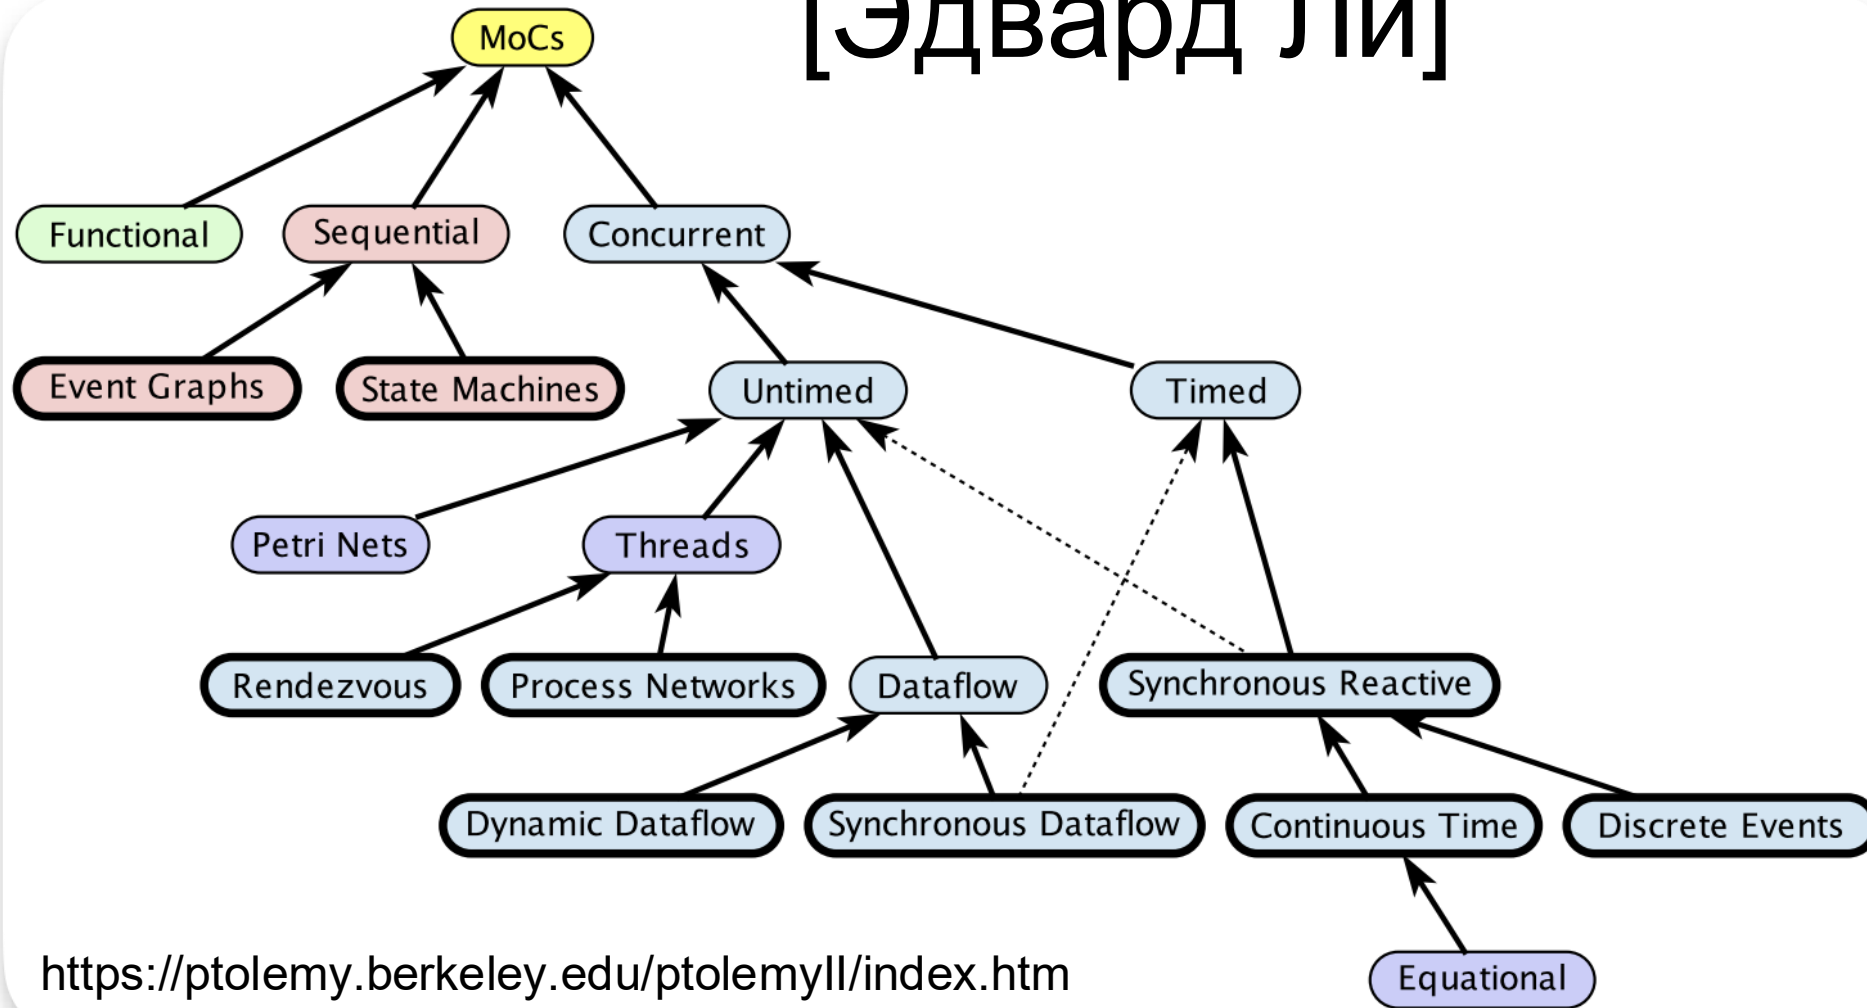 [Эдвард Ли]
MoCs
Functional
Sequential
Concurrent
Event Graphs
State Machines
Untimed
Timed
Petri Nets
Threads
Rendezvous
Process Networks
Dataflow
Synchronous Reactive
Dynamic Dataflow
Synchronous Dataflow
Continuous Time
Discrete Events
Equational
https://ptolemy.berkeley.edu/ptolemyII/index.htm